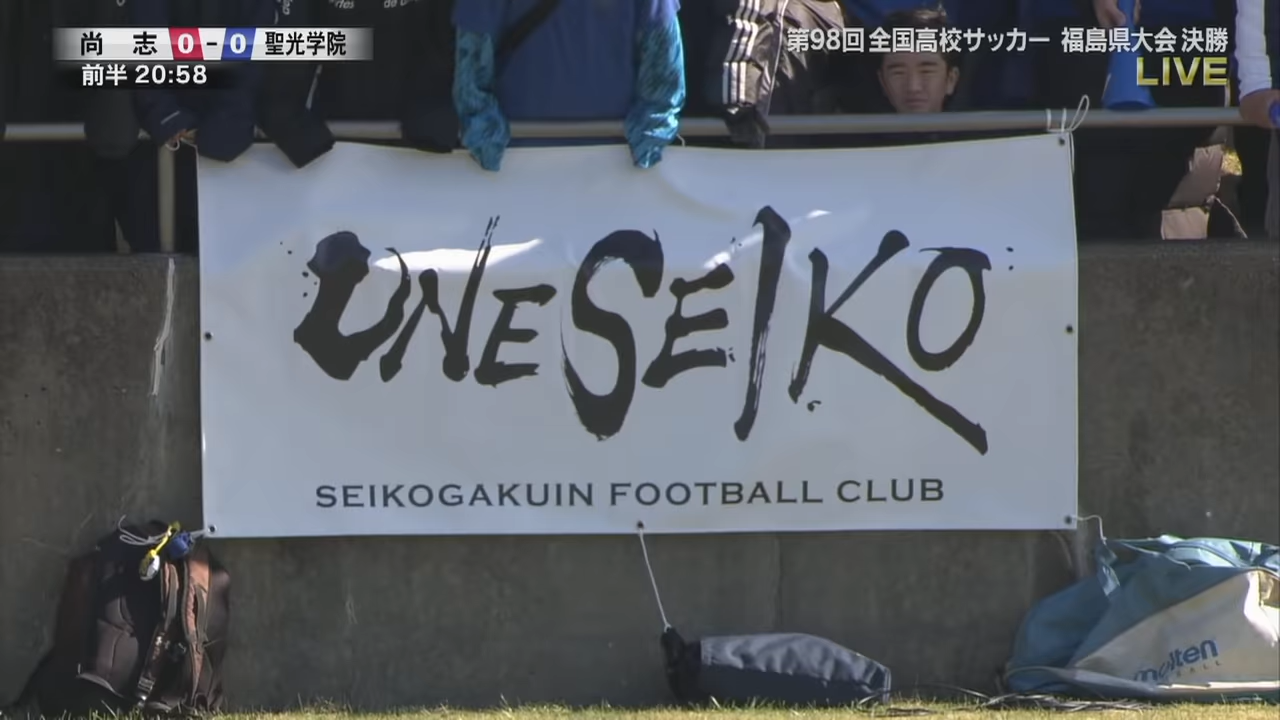 尚志 0-0 聖光学院
前半 20:58
第98回 全国高校サッカー 福島県大会 決勝
LIVE
ONE SEIKO
SEIKOGAKUIN FOOTBALL CLUB
molten